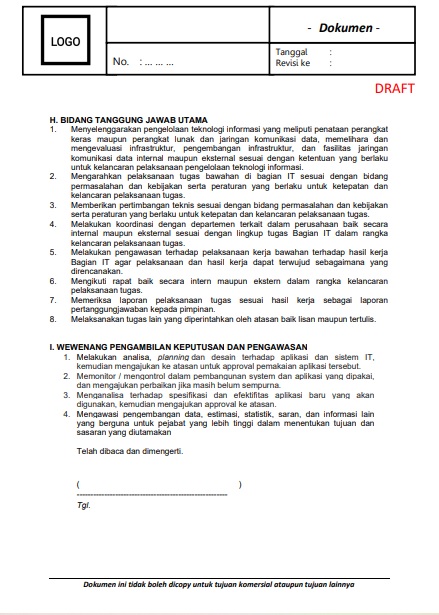 LOGO
- Dokumen -
No. : ... ... ...
Tanggal :
Revisi ke :
DRAFT
H. BIDANG TANGGUNG JAWAB UTAMA
1. Menyelenggarakan pengelolaan teknologi informasi yang meliputi penataan perangkat
keras maupun perangkat lunak dan jaringan komunikasi data, memelihara dan
mengevaluasi infrastruktur, pengembangan infrastruktur, dan fasilitas jaringan
komunikasi data internal maupun eksternal sesuai dengan ketentuan yang berlaku
untuk kelancaran pelaksanaan pengelolaan teknologi informasi.
2. Mengarahkan pelaksanaan tugas bawahan di bagian IT sesuai dengan bidang
permasalahan dan kebijakan serta peraturan yang berlaku untuk ketepatan dan
kelancaran pelaksanaan tugas.
3. Memberikan pertimbangan teknis sesuai dengan bidang permasalahan dan kebijakan
serta peraturan yang berlaku untuk ketepatan dan kelancaran pelaksanaan tugas.
4. Melakukan koordinasi dengan departemen terkait dalam perusahaan baik secara
internal maupun eksternal sesuai dengan lingkup tugas Bagian IT dalam rangka
kelancaran pelaksanaan tugas.
5. Melakukan pengawasan terhadap pelaksanaan kerja bawahan terhadap hasil kerja
Bagian IT agar pelaksanaan dan hasil kerja dapat terwujud sebagaimana yang
direncanakan.
6. Mengikuti rapat baik secara intern maupun ekstern dalam rangka kelancaran
pelaksanaan tugas.
7. Memeriksa laporan pelaksanaan tugas sesuai hasil kerja sebagai laporan
pertanggungjawaban kepada pimpinan.
8. Melaksanakan tugas lain yang diperintahkan oleh atasan baik lisan maupun tertulis.
I. WEWENANG PENGAMBILAN KEPUTUSAN DAN PENGAWASAN
1. Melakukan analisa, planning dan desain terhadap aplikasi dan sistem IT,
kemudian mengajukan ke atasan untuk approval pemakaian aplikasi tersebut.
2. Memonitor / mengontrol dalam pembangunan system dan aplikasi yang dipakai,
dan mengajukan perbaikan jika masih belum sempurna.
3. Menganalisa terhadap spesifikasi dan efektifitas aplikasi baru yang akan
digunakan, kemudian mengajukan approval ke atasan.
4. Mengawasi pengembangan data, estimasi, statistik, saran, dan informasi lain
yang berguna untuk pejabat yang lebih tinggi dalam menentukan tujuan dan
sasaran yang diutamakan
Telah dibaca dan dimengerti.
( )
--------------------------------------------------
Tgl.
Dokumen ini tidak boleh dicopy untuk tujuan komersial ataupun tujuan lainnya